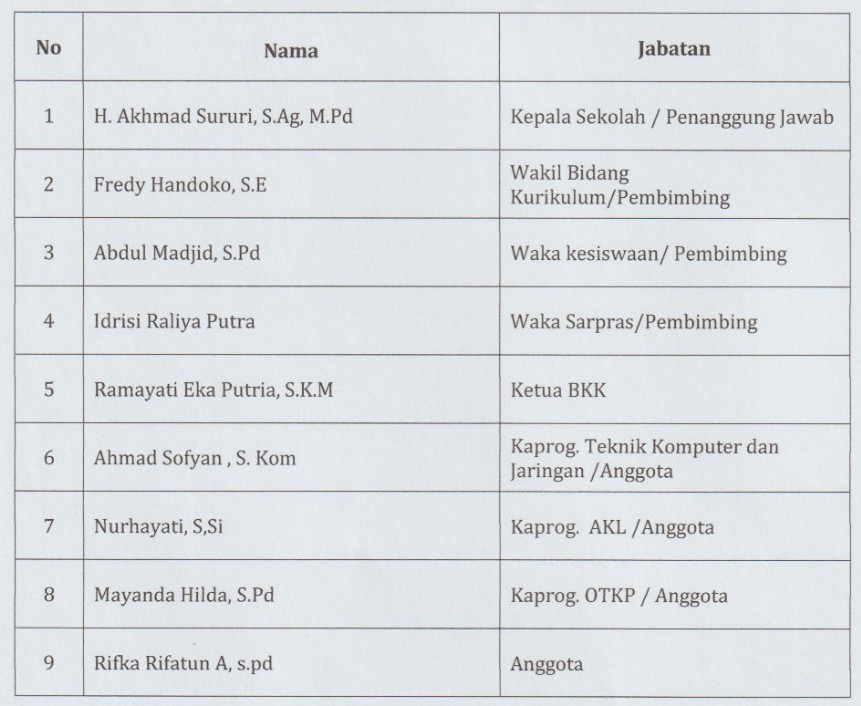 No Nama Jabatan
1 H. Akhmad Sururi, S.Ag, M.Pd Kepala Sekolah / Penanggung Jawab
2 Fredy Handoko, S.E Wakil Bidang
Kurikulum/Pembimbing
3 Abdul Madjid, S.Pd Waka kesiswaan/ Pembimbing
4 Idrisi Raliya Putra Waka Sarpras/Pembimbing
5 Ramayati Eka Putria, S.K.M Ketua BKK
6 Ahmad Sofyan , S. Kom Kaprog. Teknik Komputer dan
Jaringan /Anggota
7 Nurhayati, S,Si Kaprog.  AKL /Anggota
8 Mayanda Hilda, S.Pd Kaprog. OTKP / Anggota
9 Rifka Rifatun A, s.pd Anggota